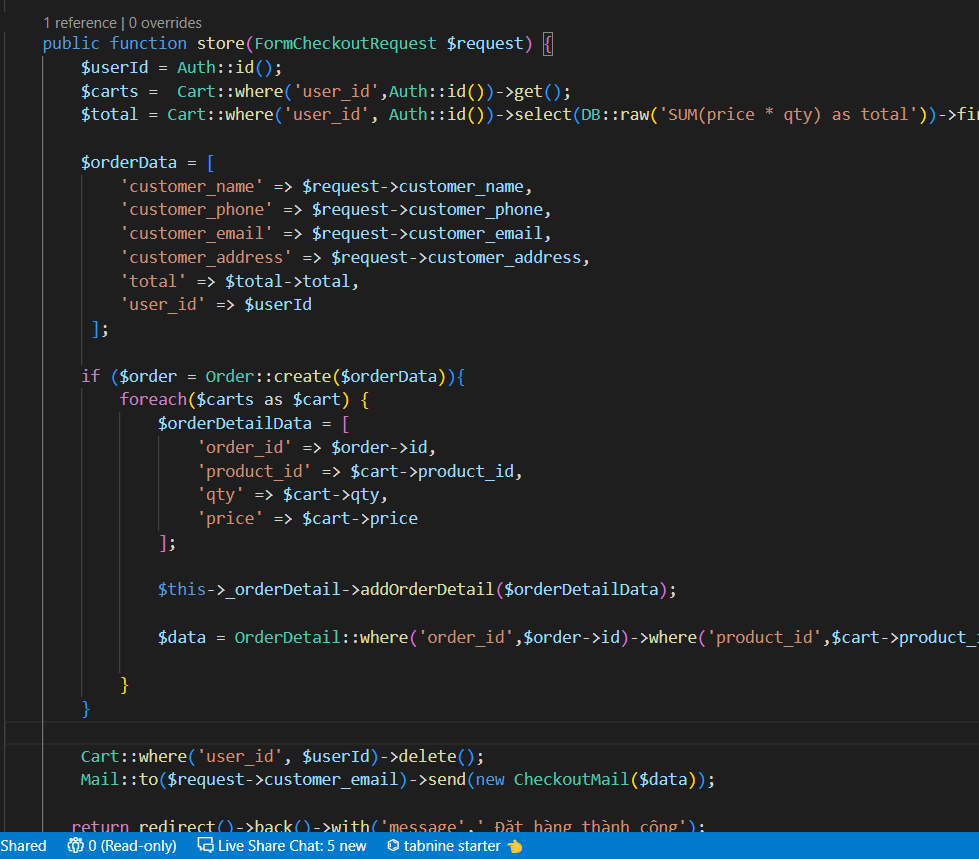 1 reference | 0 overrides
public function store(FormCheckoutRequest $request) {
$userId = Auth::id();
$carts = Cart::where('user_id',Auth::id())->get();
$total = Cart::where('user_id', Auth::id())->select(DB::raw('SUM(price * qty) as total'))->fi
$orderData = [
'customer_name' => $request->customer_name,
'customer_phone' => $request->customer_phone,
'customer_email' => $request->customer_email,
'customer_address' => $request->customer_address,
'total' => $total->total,
'user_id' => $userId
];
if ($order = Order::create($orderData)){
foreach($carts as $cart) {
$orderDetailData = [
'order_id' => $order->id,
'product_id' => $cart->product_id,
'qty' => $cart->qty,
'price' => $cart->price
];
$this->_orderDetail->addOrderDetail($orderDetailData);
$data = OrderDetail::where('order_id',$order->id)->where('product_id',$cart->product_
}
}
Cart::where('user_id', $userId)->delete();
Mail::to($request->customer_email)->send(new CheckoutMail($data));
return redirect()->back()->with('message',' Đặt hàng thành công');
Shared 0 (Read-only) Live Share Chat: 5 new tabnine starter